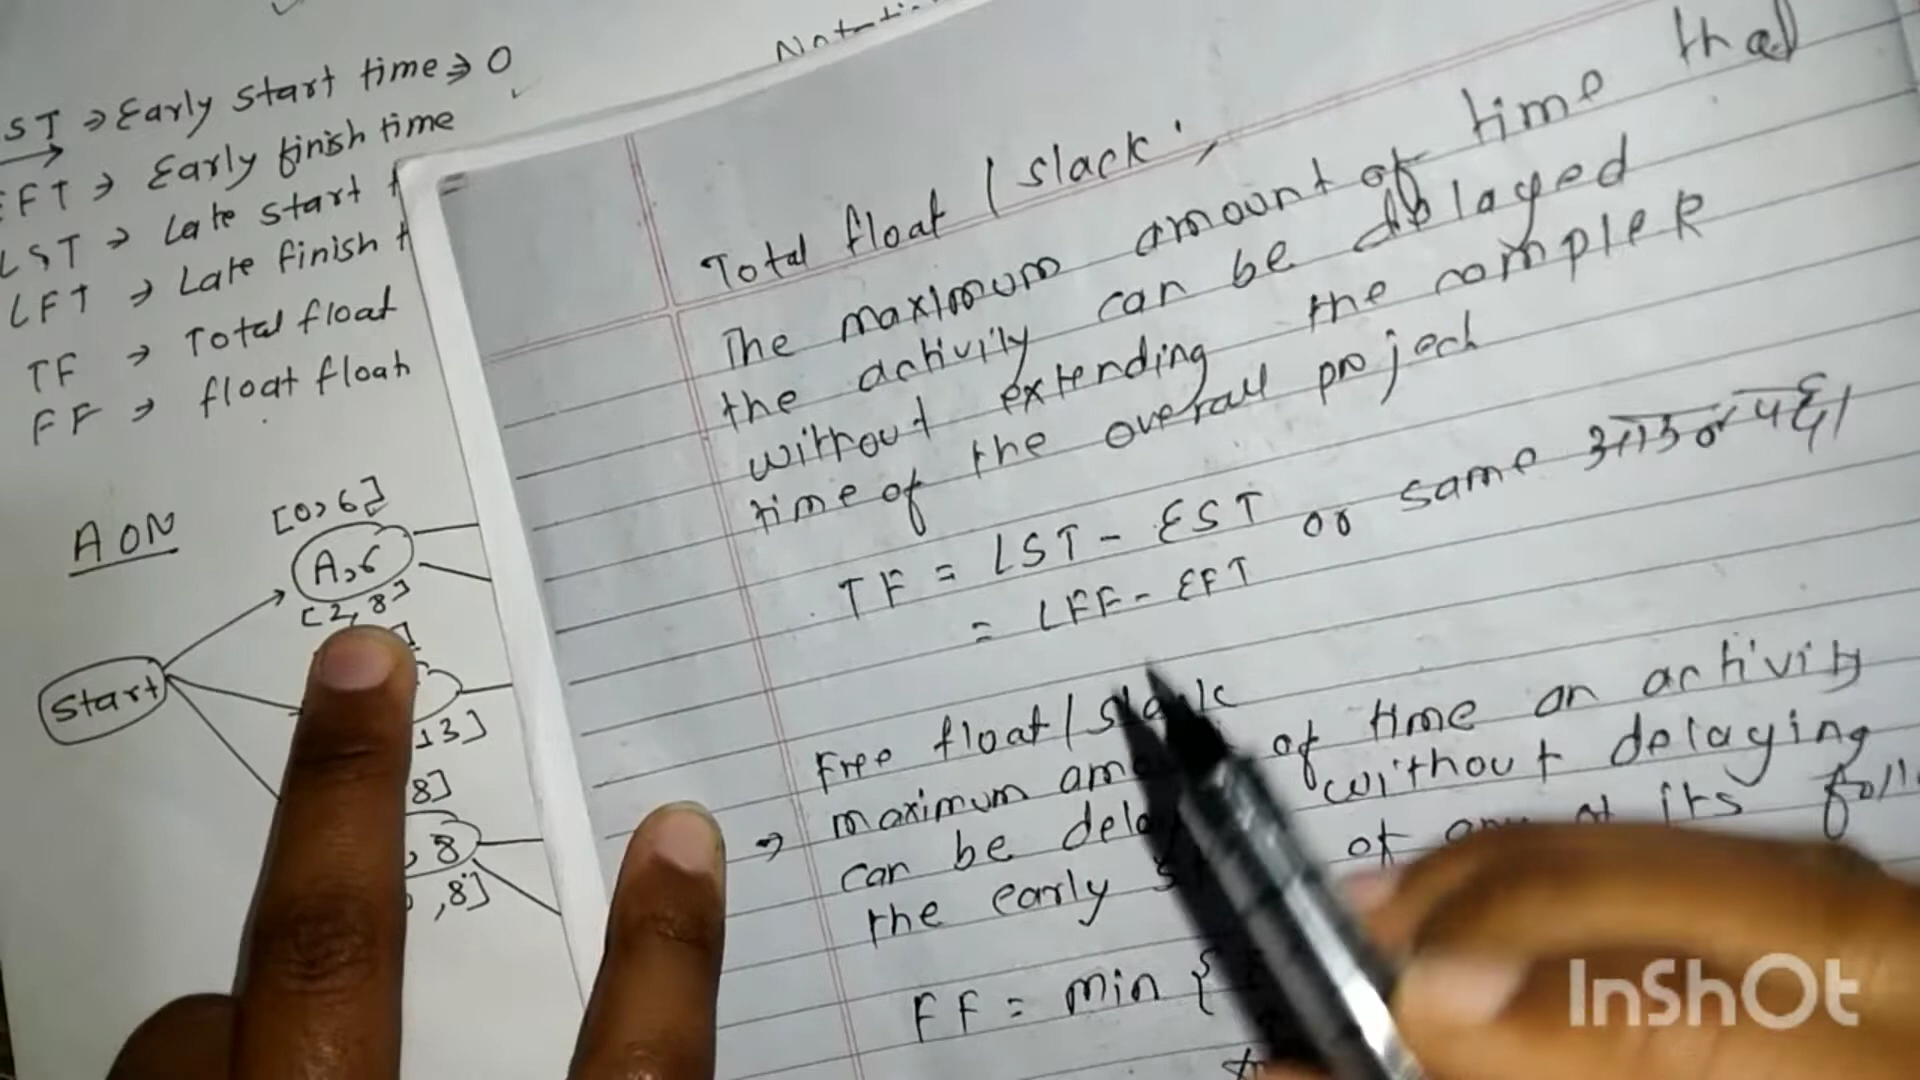 ST → Early start time → 0
EFT → Early finish time
LST → Late start t
LFT → Late finish t
TF → Total float
FF → float float
AON
[0,6]
A,6
[2,8]
Start
,13]
8]
,8
,8]
Total float / slack :
The maximum amount of time that
the activity can be delayed
without extending the complete
time of the overall project
TF = LST - EST
= LFF - EFT or same आउनुपर्छ।
Free float / slack
→ maximum of time an activity
can be without delaying
the early of its
FF = min {
InShOt